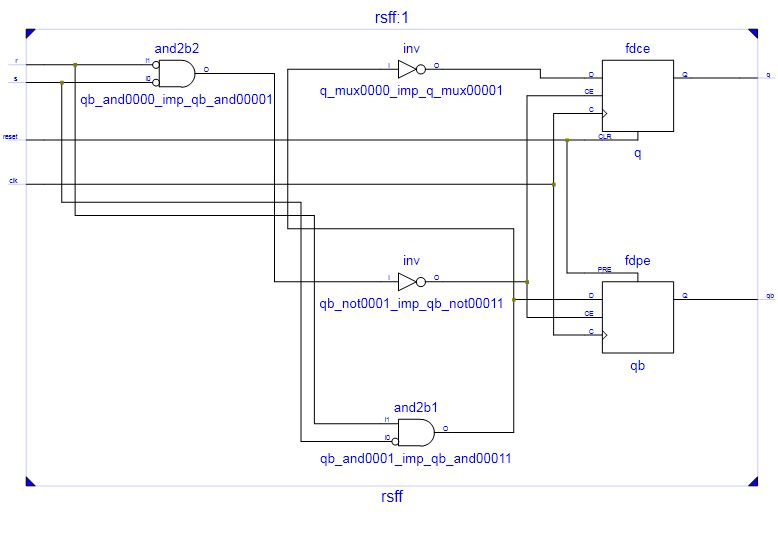 rsff:1
and2b2
inv
fdce
r
I1
O
I
O
D
Q
q
s
I0
CE
qb_and0000_imp_qb_and00001
q_mux0000_imp_q_mux00001
C
reset
CLR
q
clk
inv
fdpe
PRE
I
O
D
Q
qb
qb_not0001_imp_qb_not00011
CE
C
qb
and2b1
I1
O
I0
qb_and0001_imp_qb_and00011
rsff